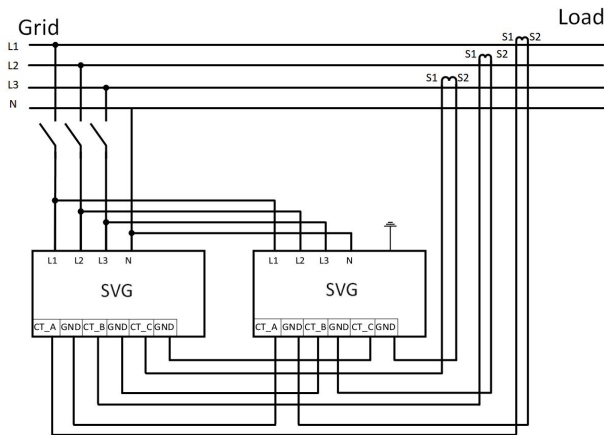 Grid Load
L1 S1 S2
L2 S1 S2
L3 S1 S2
N
L1 L2 L3 N L1 L2 L3 N
SVG SVG
CT_A GND CT_B GND CT_C GND CT_A GND CT_B GND CT_C GND